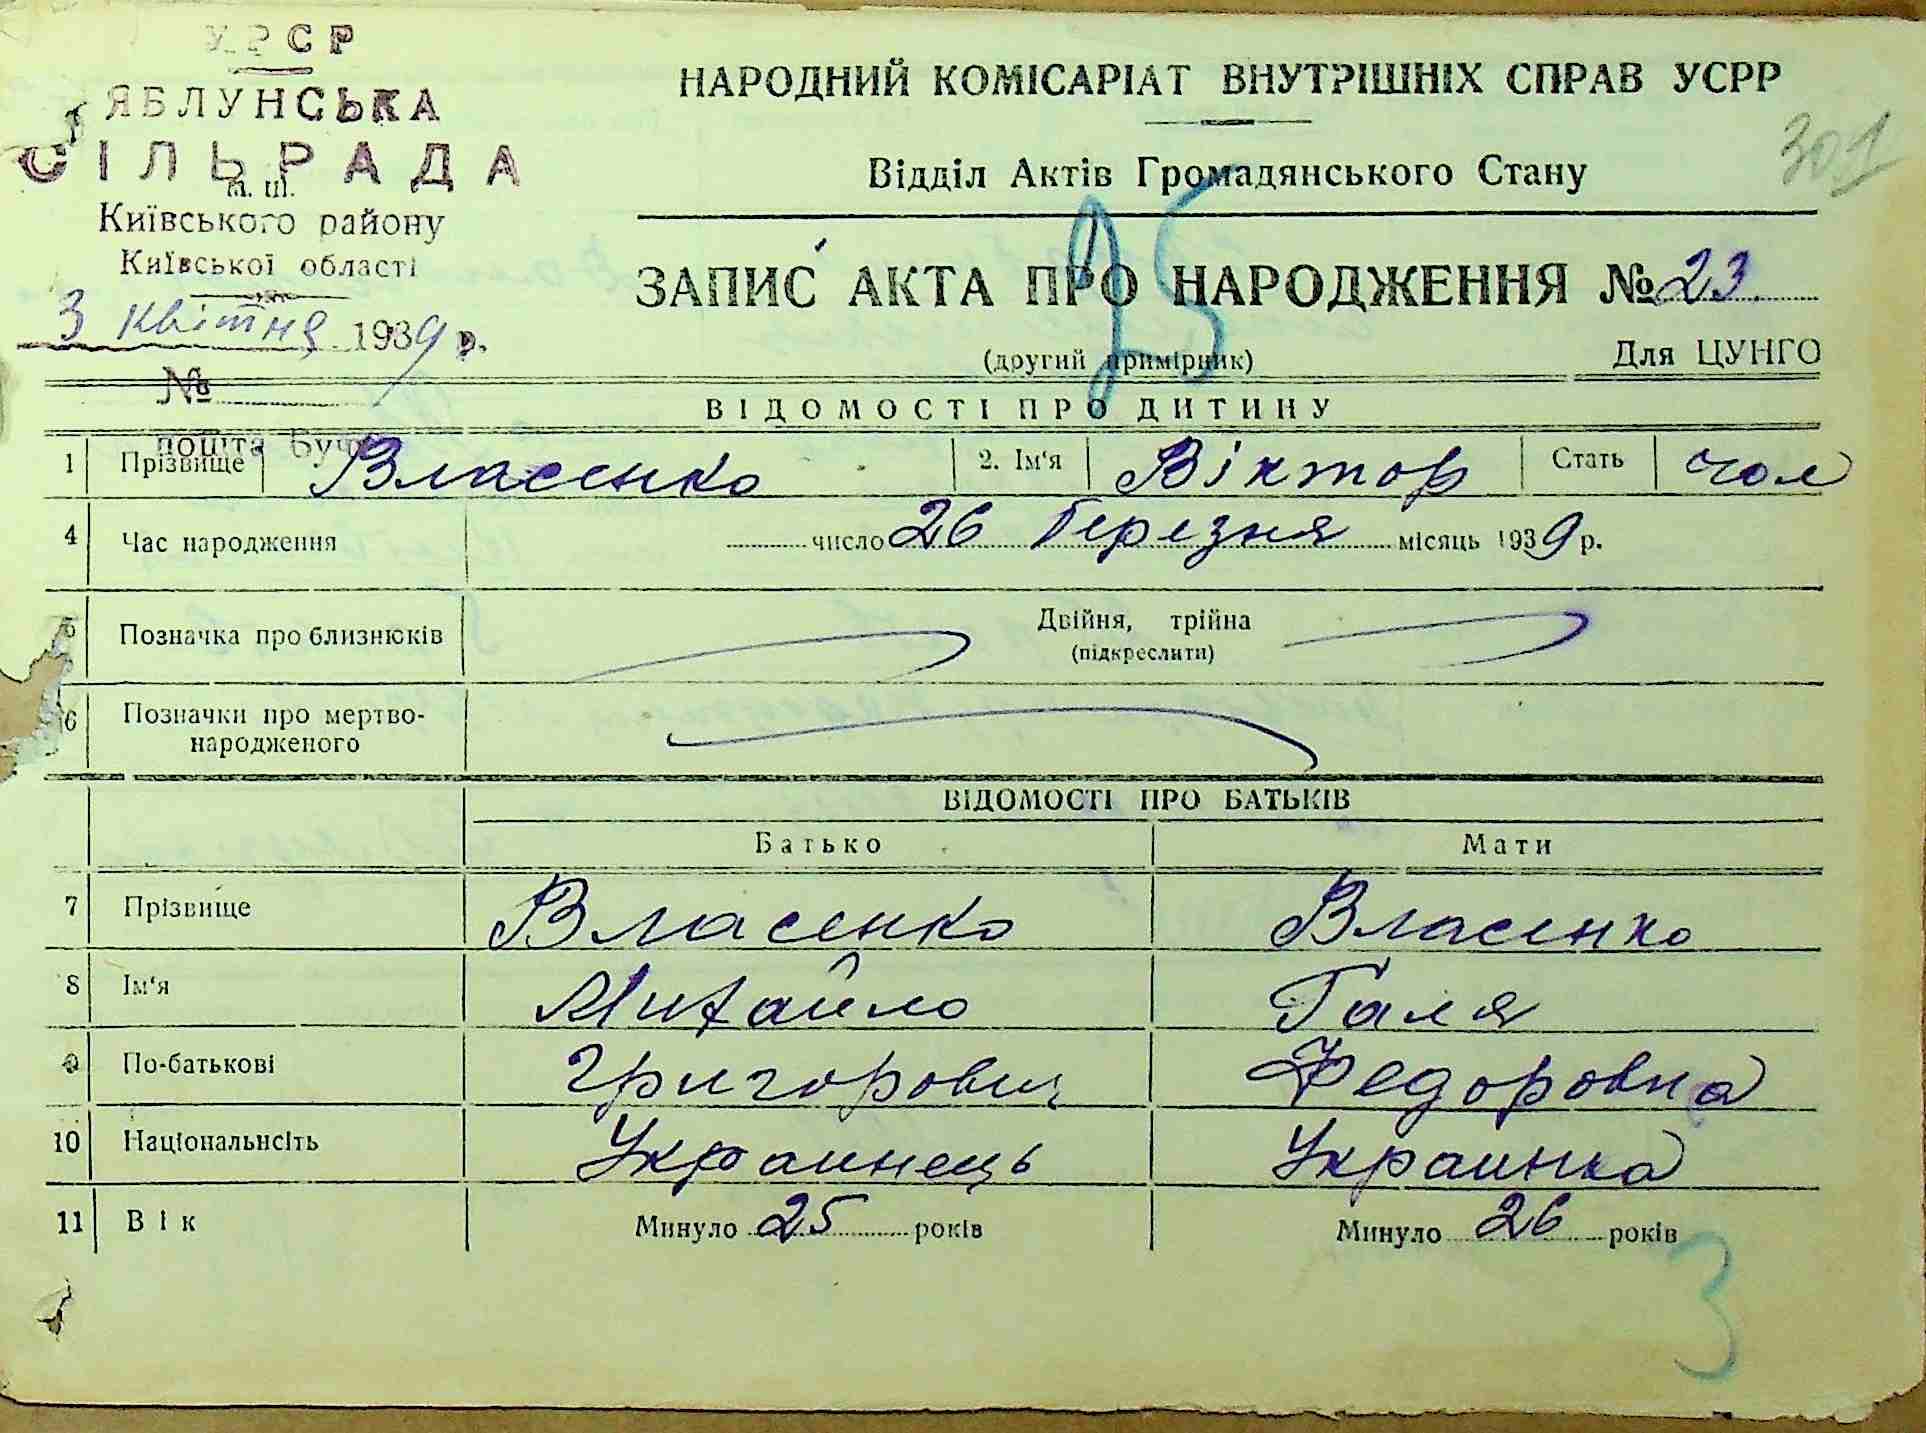 УРСР
ЯБЛУНСЬКА
СІЛЬРАДА
Київського району
Київської області
3 квітня 1939 р.
№
пошта Буча
НАРОДНИЙ КОМІСАРІАТ ВНУТРІШНІХ СПРАВ УСРР
301
Відділ Актів Громадянського Стану
25
ЗАПИС АКТА ПРО НАРОДЖЕННЯ № 23
(другий примірник) Для ЦУНГО
ВІДОМОСТІ ПРО ДИТИНУ
1 Прізвище Власенко 2. Ім'я Віктор Стать чол
4 Час народження число 26 березня місяць 1939 р.
5 Позначка про близнюків Двійня, трійна
(підкреслити)
6 Позначки про мертво-
народженого
ВІДОМОСТІ ПРО БАТЬКІВ
Батько Мати
7 Прізвище Власенко Власенко
8 Ім'я Михайло Галя
9 По-батькові Григорович Федоровна
10 Національнсіть Украинець Украинка
11 Вік Минуло 25 років Минуло 26 років
3